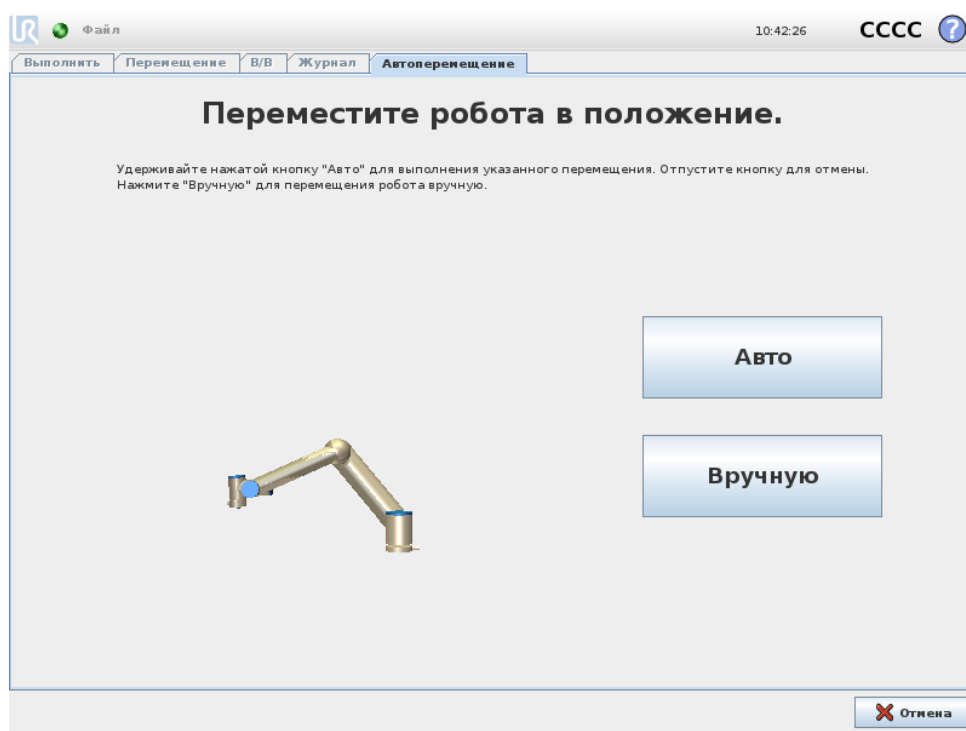 UR Файл 10:42:26 CCCC ?
Выполнить Перемещение В/В Журнал Автоперемещение
Переместите робота в положение.
Удерживайте нажатой кнопку "Авто" для выполнения указанного перемещения. Отпустите кнопку для отмены.
Нажмите "Вручную" для перемещения робота вручную.
Авто
Вручную
Отмена